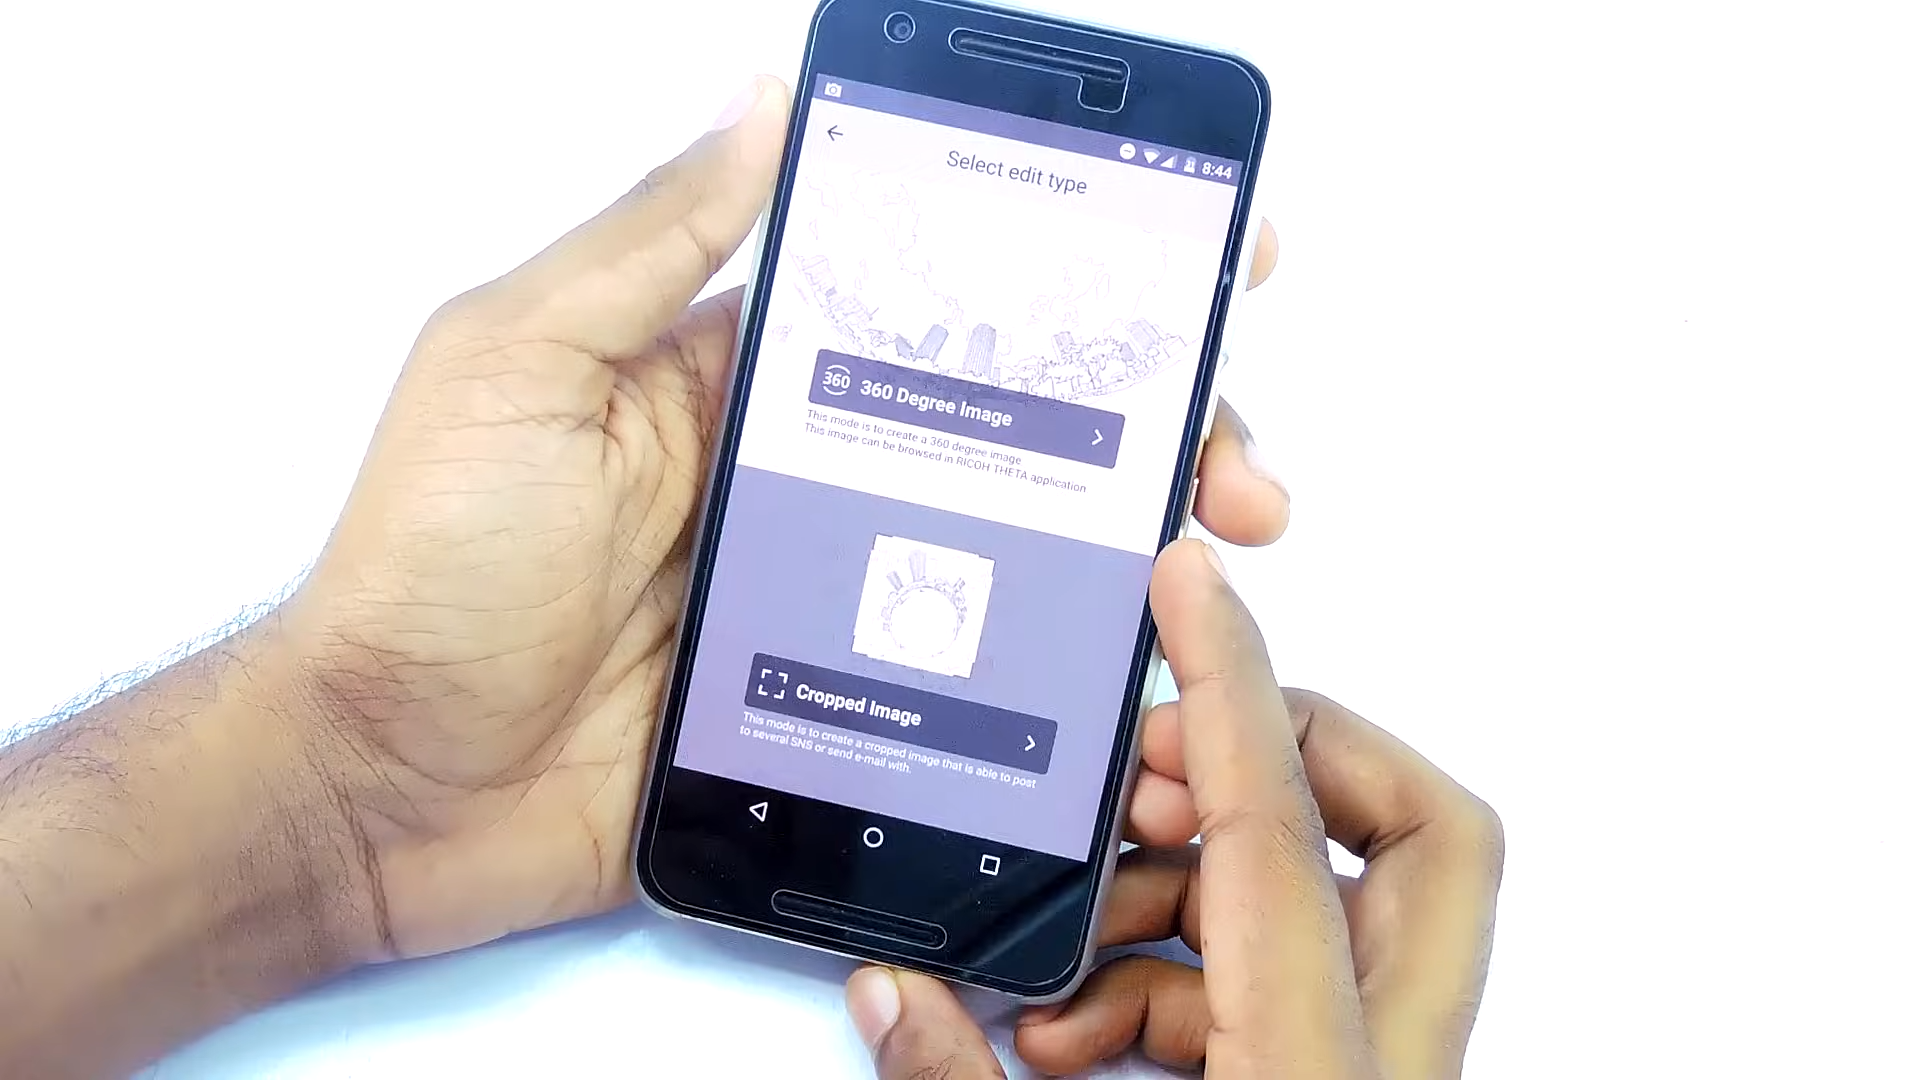 8:44
Select edit type
360 360 Degree Image
This mode is to create a 360 degree image
This image can be browsed in RICOH THETA application
Cropped Image
This mode is to create a cropped image that is able to post
to several SNS or send e-mail with.